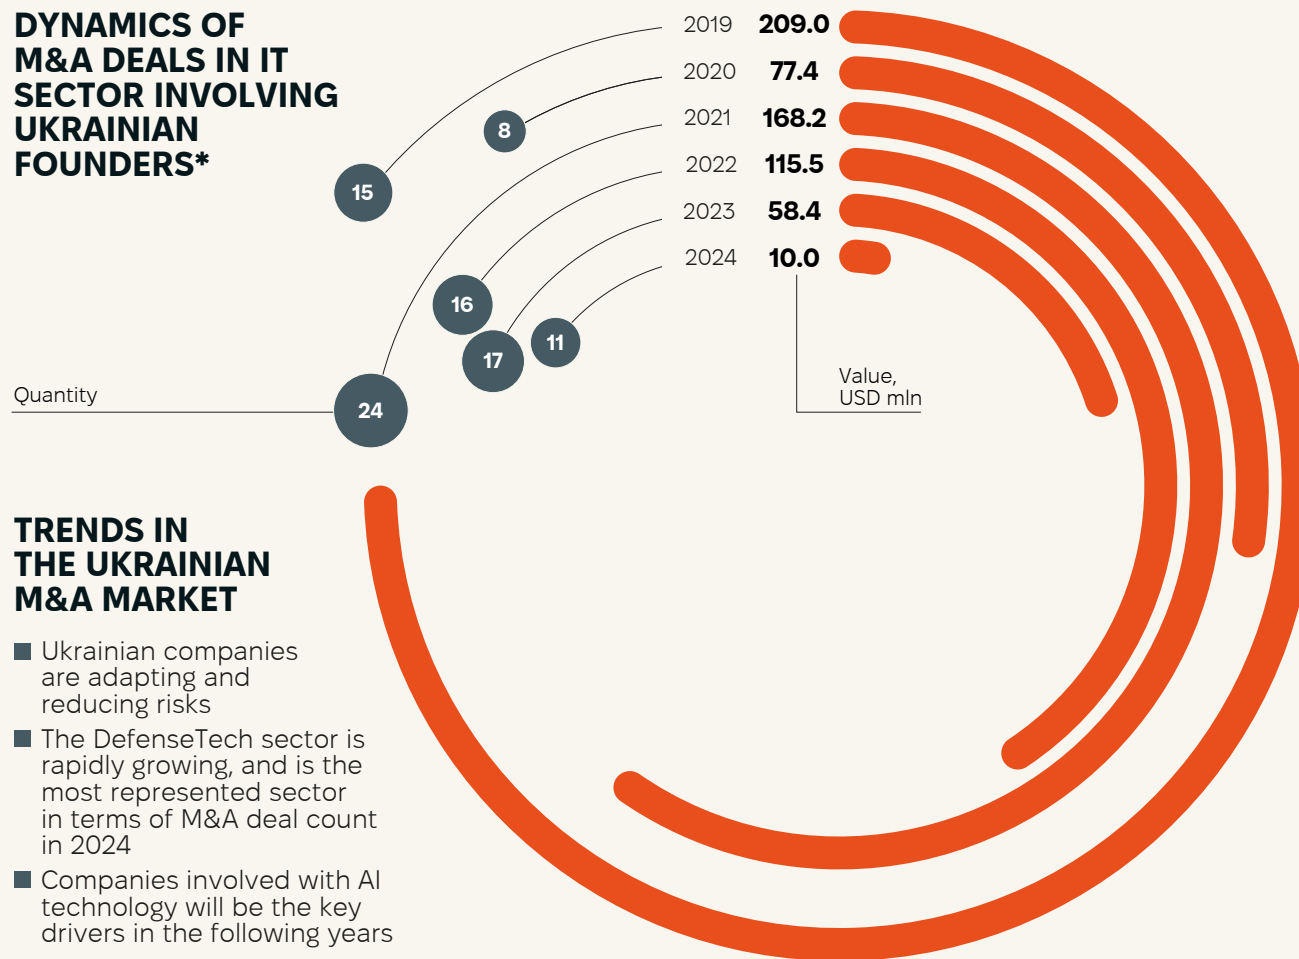 DYNAMICS OF
M&A DEALS IN IT
SECTOR INVOLVING
UKRAINIAN
FOUNDERS*
2019 209.0
2020 77.4
2021 168.2
2022 115.5
2023 58.4
2024 10.0
8
15
16
17
11
24
Quantity
Value,
USD mln
TRENDS IN
THE UKRAINIAN
M&A MARKET
Ukrainian companies
are adapting and
reducing risks
The DefenseTech sector is
rapidly growing, and is the
most represented sector
in terms of M&A deal count
in 2024
Companies involved with AI
technology will be the key
drivers in the following years